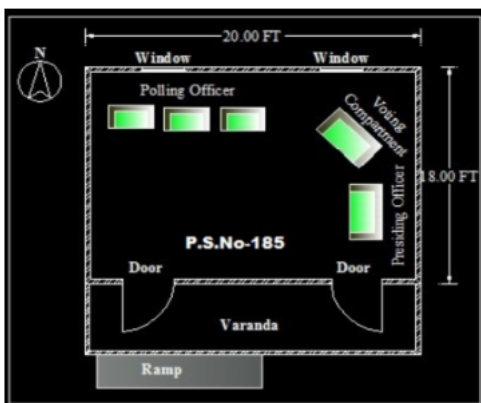 20.00 FT
N
Window
Window
Polling Officer
Voting
Compartment
18.00 FT
Presiding Officer
P.S.No-185
Door
Door
Varanda
Ramp